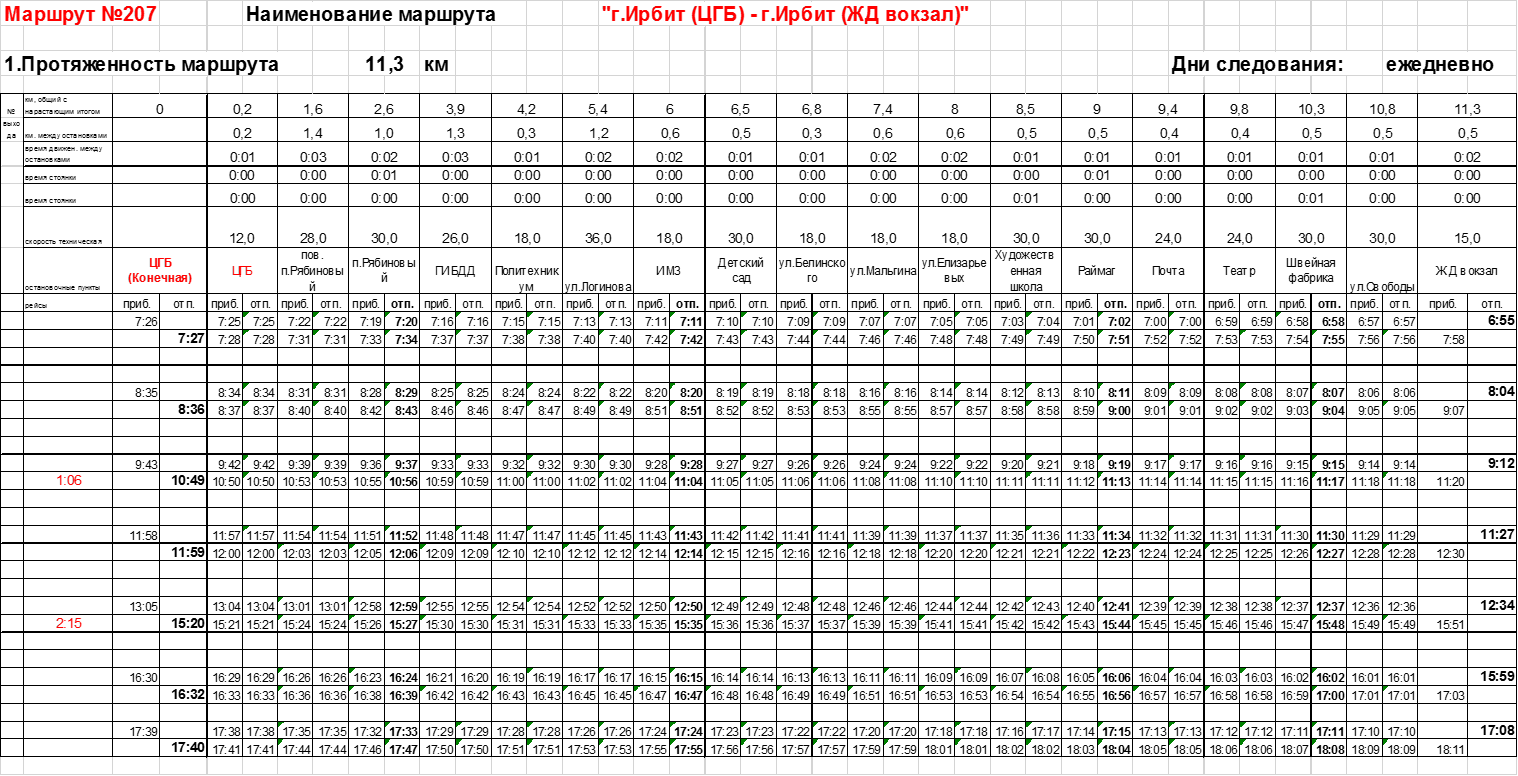 Маршрут №207 Наименование маршрута "г.Ирбит (ЦГБ) - г.Ирбит (ЖД вокзал)"
1.Протяженность маршрута 11,3 км Дни следования: ежедневно
№ выхо да км, общий с нарастающим итогом 0 0,2 1,6 2,6 3,9 4,2 5,4 6 6,5 6,8 7,4 8 8,5 9 9,4 9,8 10,3 10,8 11,3
км. между остановками 0,2 1,4 1,0 1,3 0,3 1,2 0,6 0,5 0,3 0,6 0,6 0,5 0,5 0,4 0,4 0,5 0,5 0,5
время движен. между остановками 0:01 0:03 0:02 0:03 0:01 0:02 0:02 0:01 0:01 0:02 0:02 0:01 0:01 0:01 0:01 0:01 0:01 0:02
время стоянки 0:00 0:00 0:01 0:00 0:00 0:00 0:00 0:00 0:00 0:00 0:00 0:00 0:01 0:00 0:00 0:00 0:00 0:00
время стоянки 0:00 0:00 0:00 0:00 0:00 0:00 0:00 0:00 0:00 0:00 0:00 0:01 0:00 0:00 0:00 0:01 0:00 0:00
скорость техническая 12,0 28,0 30,0 26,0 18,0 36,0 18,0 30,0 18,0 18,0 18,0 30,0 30,0 24,0 24,0 30,0 30,0 15,0
остановочные пункты ЦГБ (Конечная) ЦГБ пов. п.Рябиновы й п.Рябиновы й ГИБДД Политехник ум ул.Логинова ИМЗ Детский сад ул.Белинско го ул.Мальгина ул.Елизарье вых Художеств енная школа Раймаг Почта Театр Швейная фабрика ул.Свободы ЖД вокзал
рейсы приб. отп. приб. отп. приб. отп. приб. отп. приб. отп. приб. отп. приб. отп. приб. отп. приб. отп. приб. отп. приб. отп. приб. отп. приб. отп. приб. отп. приб. отп. приб. отп. приб. отп. приб. отп. приб. отп.
7:26 7:25 7:25 7:22 7:22 7:19 7:20 7:16 7:16 7:15 7:15 7:13 7:13 7:11 7:11 7:10 7:10 7:09 7:09 7:07 7:07 7:05 7:05 7:03 7:04 7:01 7:02 7:00 7:00 6:59 6:59 6:58 6:58 6:57 6:57 6:55
7:27 7:28 7:28 7:31 7:31 7:33 7:34 7:37 7:37 7:38 7:38 7:40 7:40 7:42 7:42 7:43 7:43 7:44 7:44 7:46 7:46 7:48 7:48 7:49 7:49 7:50 7:51 7:52 7:52 7:53 7:53 7:54 7:55 7:56 7:56 7:58
8:35 8:34 8:34 8:31 8:31 8:28 8:29 8:25 8:25 8:24 8:24 8:22 8:22 8:20 8:20 8:19 8:19 8:18 8:18 8:16 8:16 8:14 8:14 8:12 8:13 8:10 8:11 8:09 8:09 8:08 8:08 8:07 8:07 8:06 8:06 8:04
8:36 8:37 8:37 8:40 8:40 8:42 8:43 8:46 8:46 8:47 8:47 8:49 8:49 8:51 8:51 8:52 8:52 8:53 8:53 8:55 8:55 8:57 8:57 8:58 8:58 8:59 9:00 9:01 9:01 9:02 9:02 9:03 9:04 9:05 9:05 9:07
9:43 9:42 9:42 9:39 9:39 9:36 9:37 9:33 9:33 9:32 9:32 9:30 9:30 9:28 9:28 9:27 9:27 9:26 9:26 9:24 9:24 9:22 9:22 9:20 9:21 9:18 9:19 9:17 9:17 9:16 9:16 9:15 9:15 9:14 9:14 9:12
1:06 10:49 10:50 10:50 10:53 10:53 10:55 10:56 10:59 10:59 11:00 11:00 11:02 11:02 11:04 11:04 11:05 11:05 11:06 11:06 11:08 11:08 11:10 11:10 11:11 11:11 11:12 11:13 11:14 11:14 11:15 11:15 11:16 11:17 11:18 11:18 11:20
11:58 11:57 11:57 11:54 11:54 11:51 11:52 11:48 11:48 11:47 11:47 11:45 11:45 11:43 11:43 11:42 11:42 11:41 11:41 11:39 11:39 11:37 11:37 11:35 11:36 11:33 11:34 11:32 11:32 11:31 11:31 11:30 11:30 11:29 11:29 11:27
11:59 12:00 12:00 12:03 12:03 12:05 12:06 12:09 12:09 12:10 12:10 12:12 12:12 12:14 12:14 12:15 12:15 12:16 12:16 12:18 12:18 12:20 12:20 12:21 12:21 12:22 12:23 12:24 12:24 12:25 12:25 12:26 12:27 12:28 12:28 12:30
13:05 13:04 13:04 13:01 13:01 12:58 12:59 12:55 12:55 12:54 12:54 12:52 12:52 12:50 12:50 12:49 12:49 12:48 12:48 12:46 12:46 12:44 12:44 12:42 12:43 12:40 12:41 12:39 12:39 12:38 12:38 12:37 12:37 12:36 12:36 12:34
2:15 15:20 15:21 15:21 15:24 15:24 15:26 15:27 15:30 15:30 15:31 15:31 15:33 15:33 15:35 15:35 15:36 15:36 15:37 15:37 15:39 15:39 15:41 15:41 15:42 15:42 15:43 15:44 15:45 15:45 15:46 15:46 15:47 15:48 15:49 15:49 15:51
16:30 16:29 16:29 16:26 16:26 16:23 16:24 16:21 16:20 16:19 16:19 16:17 16:17 16:15 16:15 16:14 16:14 16:13 16:13 16:11 16:11 16:09 16:09 16:07 16:08 16:05 16:06 16:04 16:04 16:03 16:03 16:02 16:02 16:01 16:01 15:59
16:32 16:33 16:33 16:36 16:36 16:38 16:39 16:42 16:42 16:43 16:43 16:45 16:45 16:47 16:47 16:48 16:48 16:49 16:49 16:51 16:51 16:53 16:53 16:54 16:54 16:55 16:56 16:57 16:57 16:58 16:58 16:59 17:00 17:01 17:01 17:03
17:39 17:38 17:38 17:35 17:35 17:32 17:33 17:29 17:29 17:28 17:28 17:26 17:26 17:24 17:24 17:23 17:23 17:22 17:22 17:20 17:20 17:18 17:18 17:16 17:17 17:14 17:15 17:13 17:13 17:12 17:12 17:11 17:11 17:10 17:10 17:08
17:40 17:41 17:41 17:44 17:44 17:46 17:47 17:50 17:50 17:51 17:51 17:53 17:53 17:55 17:55 17:56 17:56 17:57 17:57 17:59 17:59 18:01 18:01 18:02 18:02 18:03 18:04 18:05 18:05 18:06 18:06 18:07 18:08 18:09 18:09 18:11